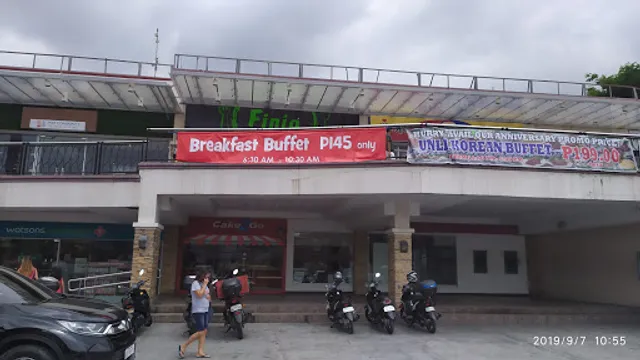 Finio
Breakfast Buffet P145 only
6:30 AM - 10:30 AM
HURRY AVAIL OUR ANNIVERSARY PROMO PRICE!
UNLI KOREAN BUFFET - P199.00
watsons
Cake2Go
2019/9/7 10:55